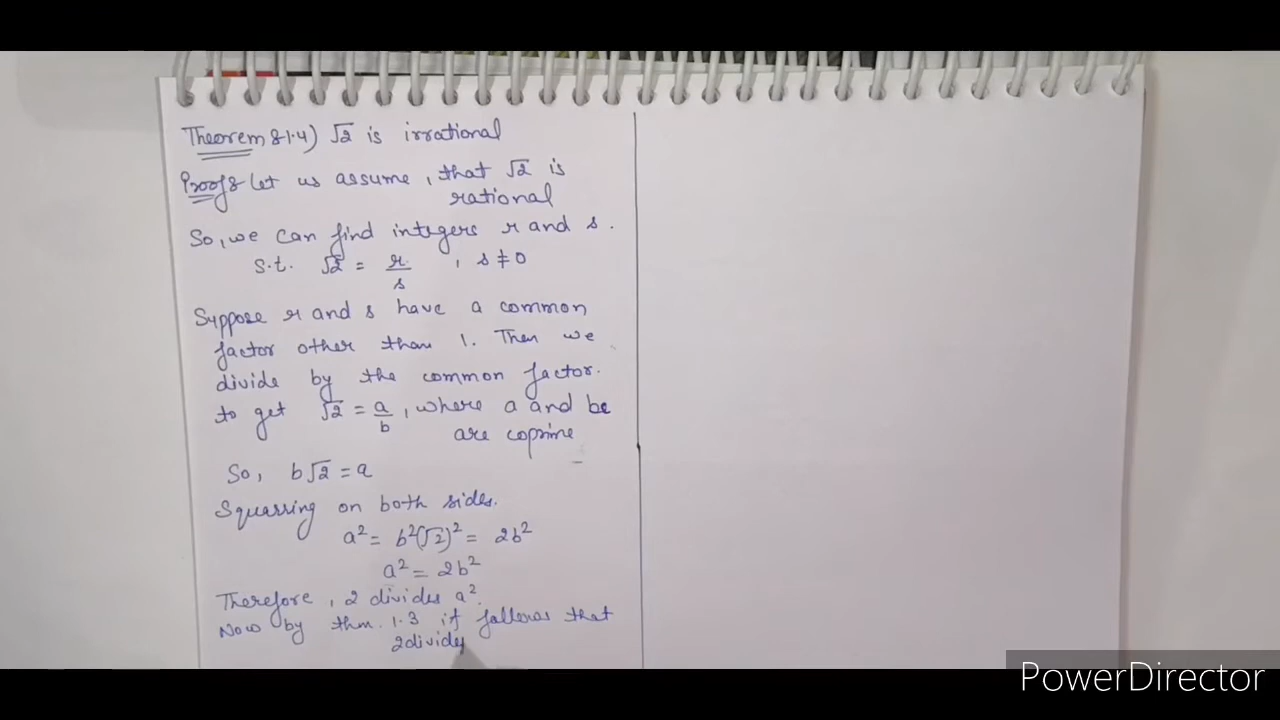 Theorem: 1.4) √2 is irrational
Proof: Let us assume, that √2 is
rational
So, we can find integers r and s.
s.t. √2 = r/s , s ≠ 0
Suppose r and s have a common
factor other than 1. Then we
divide by the common factor.
to get √2 = a/b, where a and be
are coprime
So, b√2 = a
Squarring on both sides.
a² = b²(√2)² = 2b²
a² = 2b²
Therefore, 2 divides a².
Now by thm. 1.3 it follows that
2 divides
PowerDirector